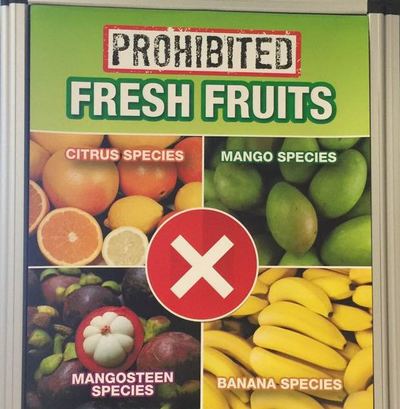 PROHIBITED
FRESH FRUITS
CITRUS SPECIES
MANGO SPECIES
MANGOSTEEN
SPECIES
BANANA SPECIES